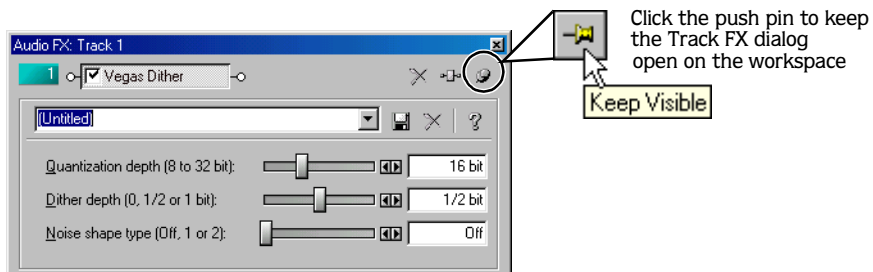 Audio FX: Track 1
1 Vegas Dither
(Untitled)
Quantization depth (8 to 32 bit): 16 bit
Dither depth (0, 1/2 or 1 bit): 1/2 bit
Noise shape type (Off, 1 or 2): Off
Click the push pin to keep
the Track FX dialog
open on the workspace
Keep Visible